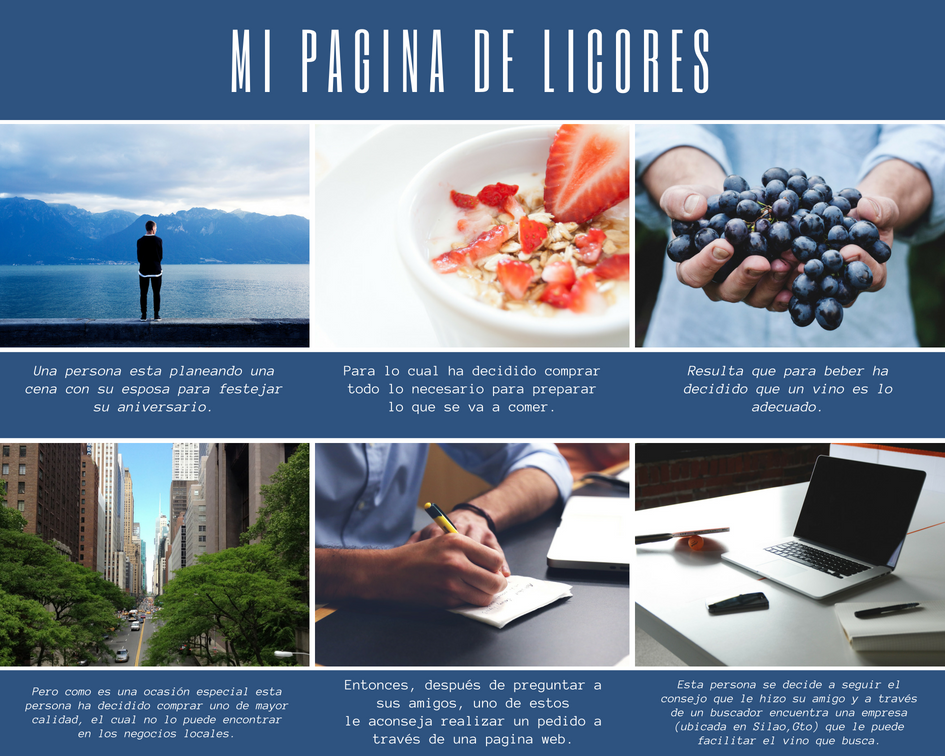 MI PAGINA DE LICORES
Una persona esta planeando una
cena con su esposa para festejar
su aniversario.
Para lo cual ha decidido comprar
todo lo necesario para preparar
lo que se va a comer.
Resulta que para beber ha
decidido que un vino es lo
adecuado.
Pero como es una ocasión especial esta
persona ha decidido comprar uno de mayor
calidad, el cual no lo puede encontrar
en los negocios locales.
Entonces, después de preguntar a
sus amigos, uno de estos
le aconseja realizar un pedido a
través de una pagina web.
Esta persona se decide a seguir el
consejo que le hizo su amigo y a través
de un buscador encuentra una empresa
(ubicada en Silao,Gto) que le puede
facilitar el vino que busca.